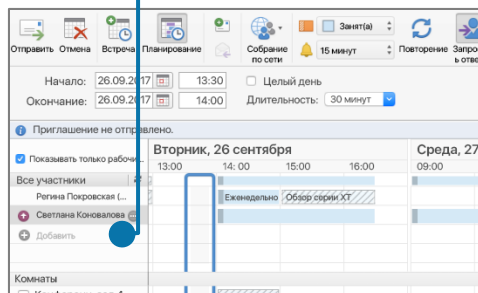 Отправить Отмена Встреча Планирование Собрание по сети Занят(а) 15 минут Повторение
Начало: 26.09.2017 13:30 Целый день
Окончание: 26.09.2017 14:00 Длительность: 30 минут
Приглашение не отправлено.
Вторник, 26 сентября Среда, 27
Показывать только рабочи...
13:00 14:00 15:00 16:00 09:00
Все участники
Регина Покровская (... Еженедельно Обзор серии XT
Светлана Коновалова
Добавить
Комнаты